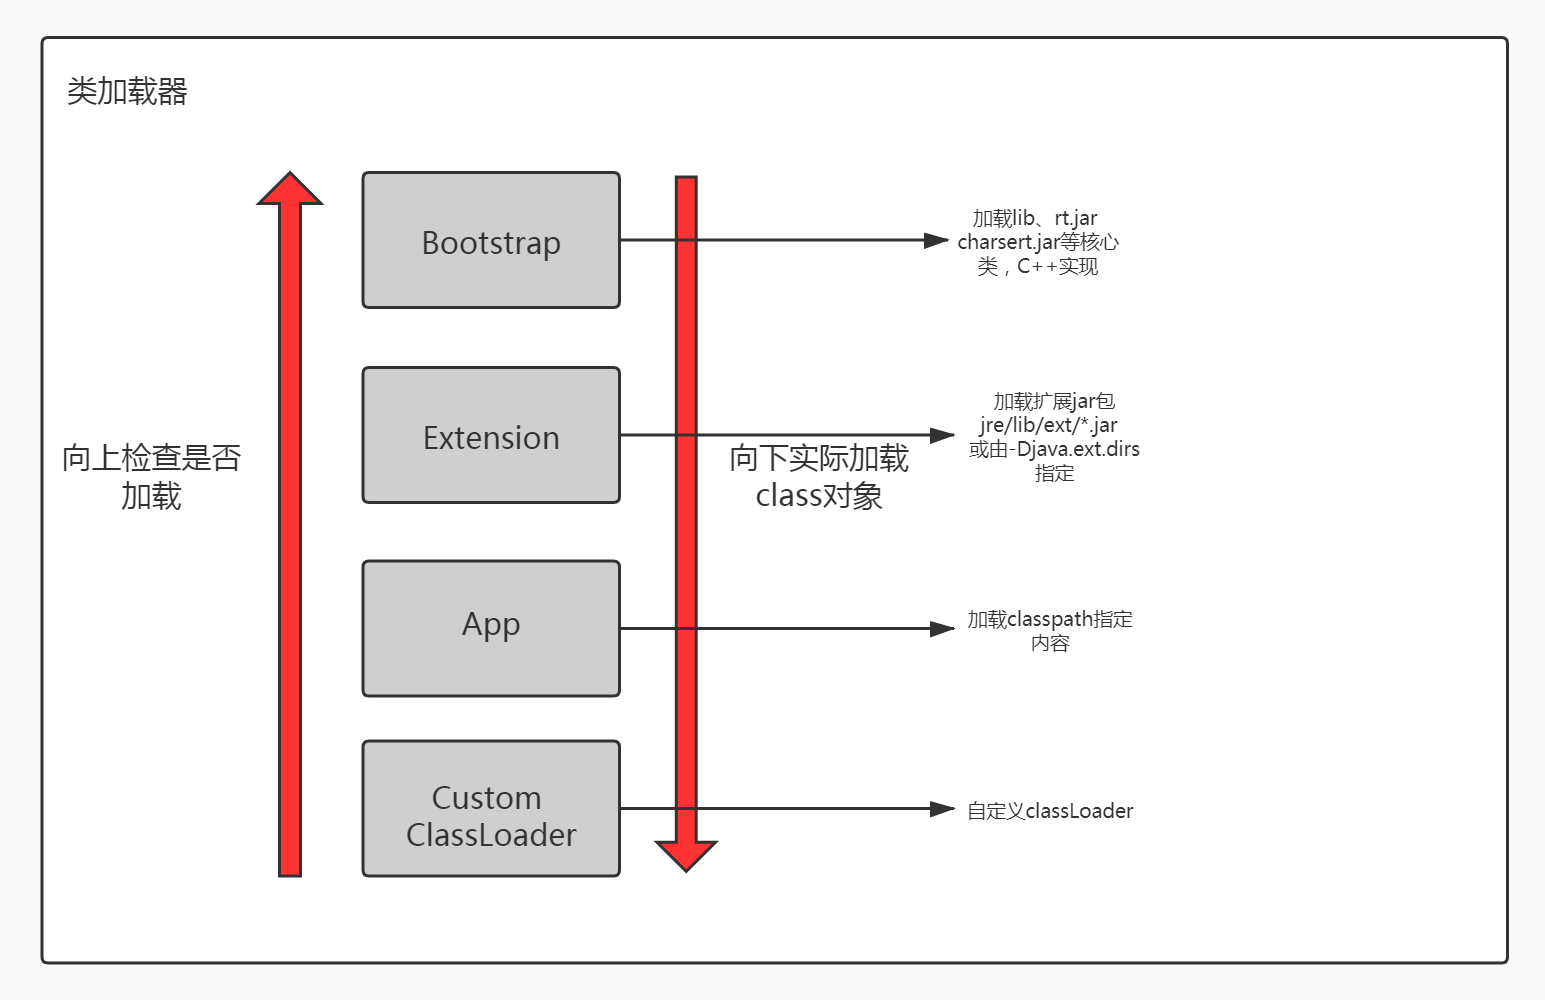 类加载器
Bootstrap
加载lib、rt.jar
charsert.jar等核心
类，C++实现
Extension
加载扩展jar包
jre/lib/ext/*.jar
或由-Djava.ext.dirs
指定
向上检查是否
加载
向下实际加载
class对象
App
加载classpath指定
内容
Custom
ClassLoader
自定义classLoader